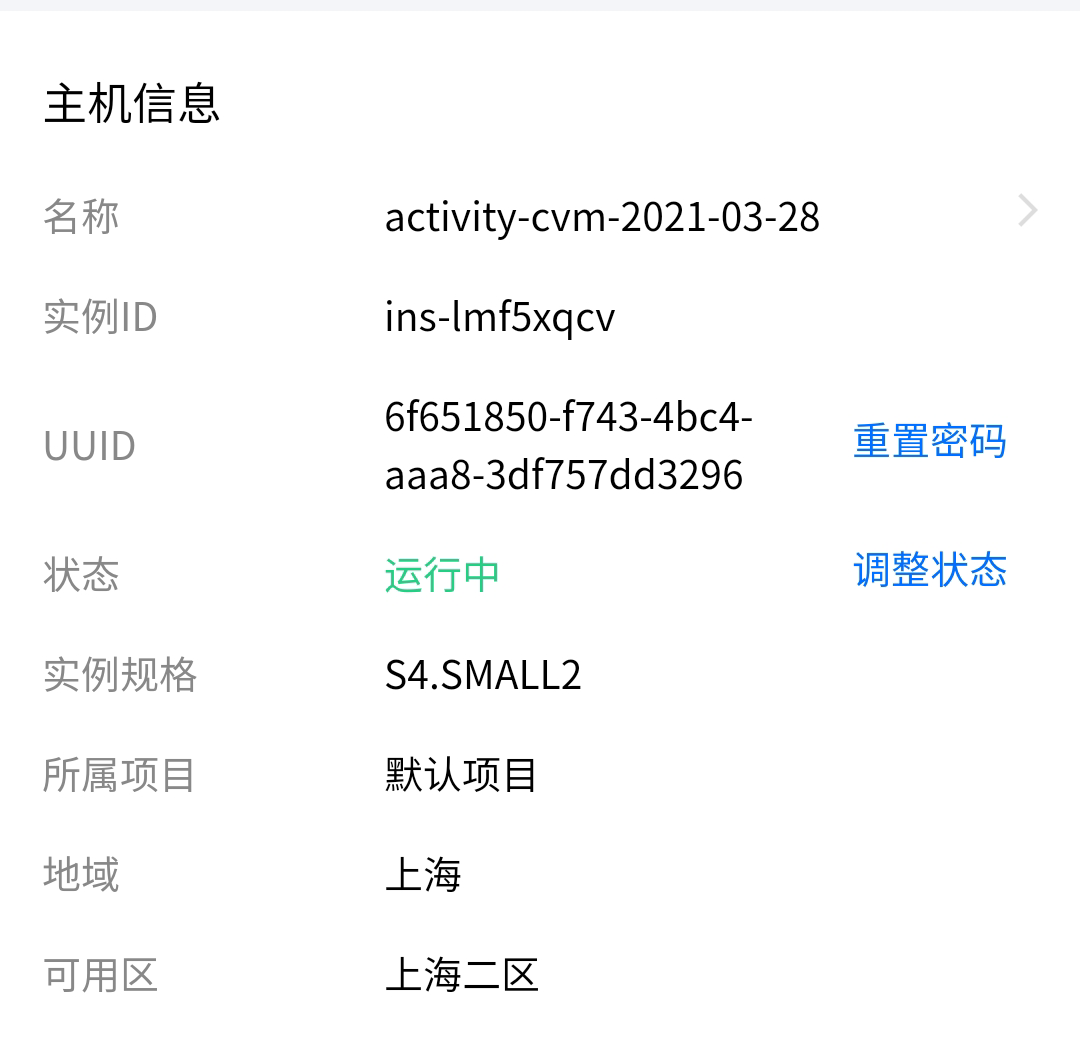 主机信息
名称 activity-cvm-2021-03-28
实例ID ins-lmf5xqcv
UUID 6f651850-f743-4bc4-
aaa8-3df757dd3296 重置密码
状态 运行中 调整状态
实例规格 S4.SMALL2
所属项目 默认项目
地域 上海
可用区 上海二区